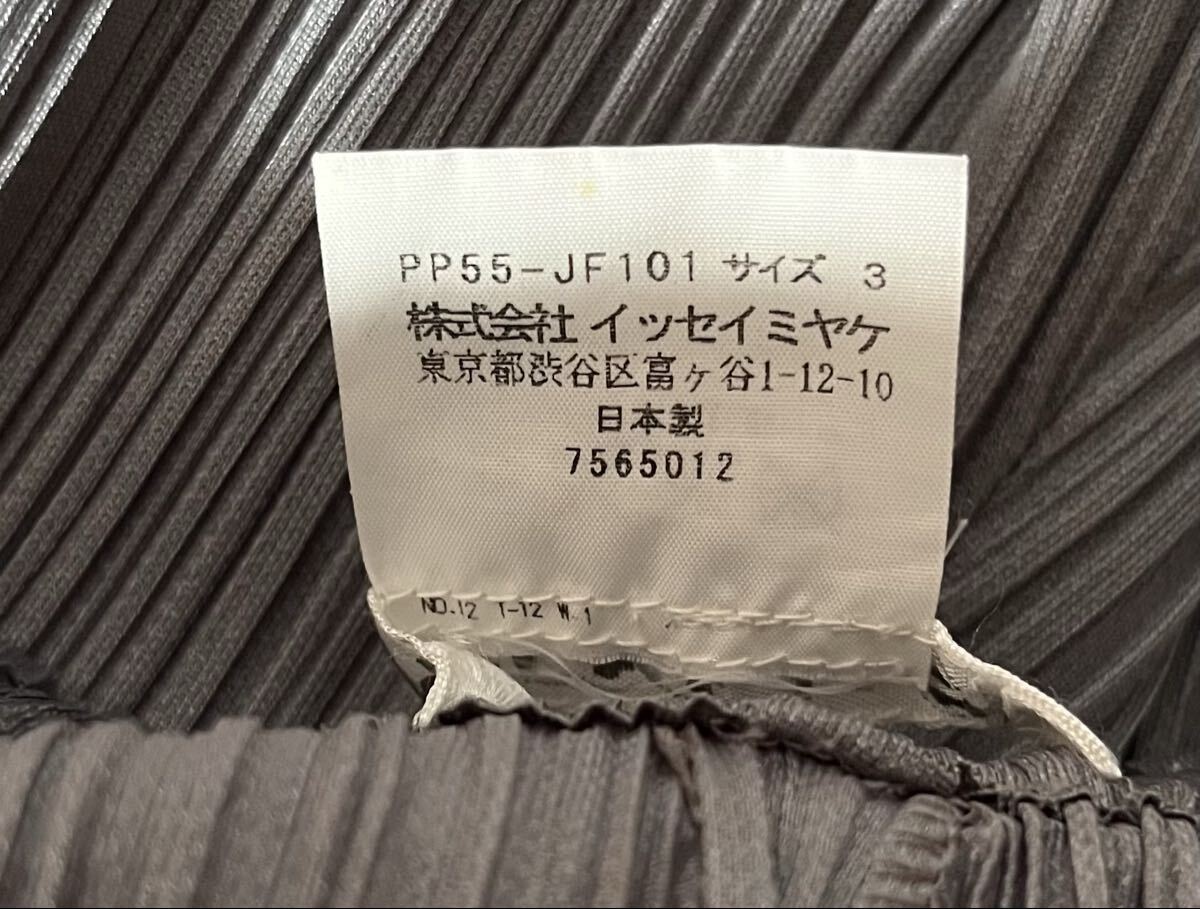 PP55-JF101 サイズ 3
株式会社 イッセイミヤケ
東京都渋谷区富ヶ谷1-12-10
日本製
7565012
NO.12 T-12 W.1